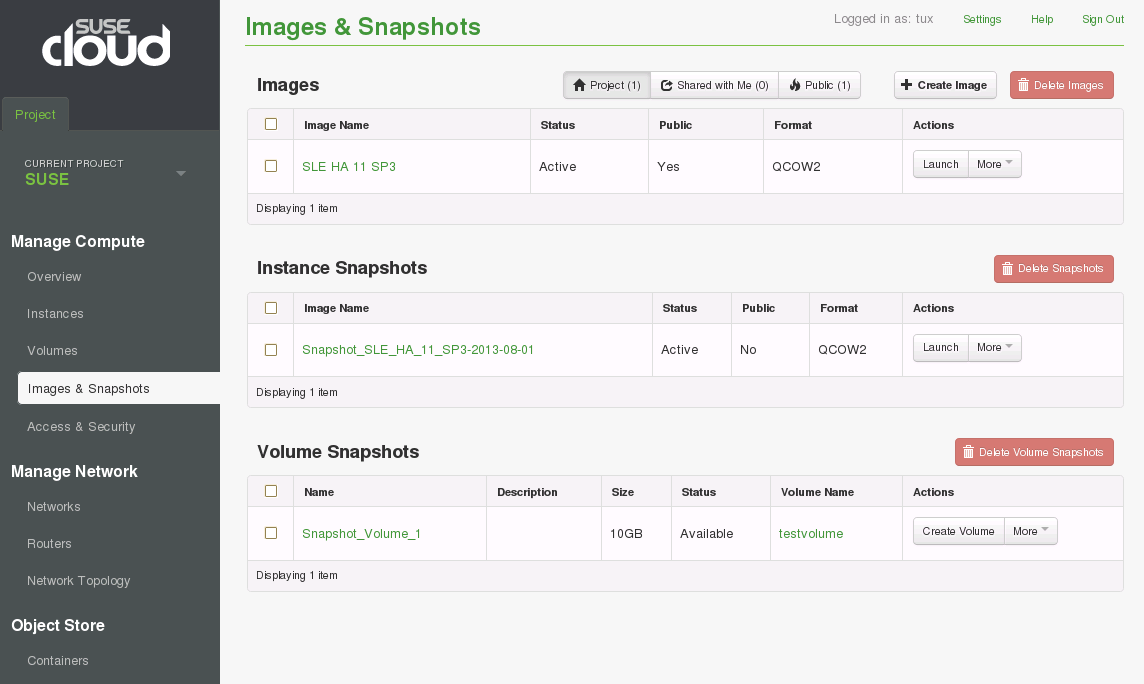 SUSE
cloud
Project
CURRENT PROJECT
SUSE
Manage Compute
Overview
Instances
Volumes
Images & Snapshots
Access & Security
Manage Network
Networks
Routers
Network Topology
Object Store
Containers
Images & Snapshots
Logged in as: tux Settings Help Sign Out
Images
Project (1) Shared with Me (0) Public (1) Create Image Delete Images
Image Name Status Public Format Actions
SLE HA 11 SP3 Active Yes QCOW2 Launch More
Displaying 1 item
Instance Snapshots
Delete Snapshots
Image Name Status Public Format Actions
Snapshot_SLE_HA_11_SP3-2013-08-01 Active No QCOW2 Launch More
Displaying 1 item
Volume Snapshots
Delete Volume Snapshots
Name Description Size Status Volume Name Actions
Snapshot_Volume_1 10GB Available testvolume Create Volume More
Displaying 1 item